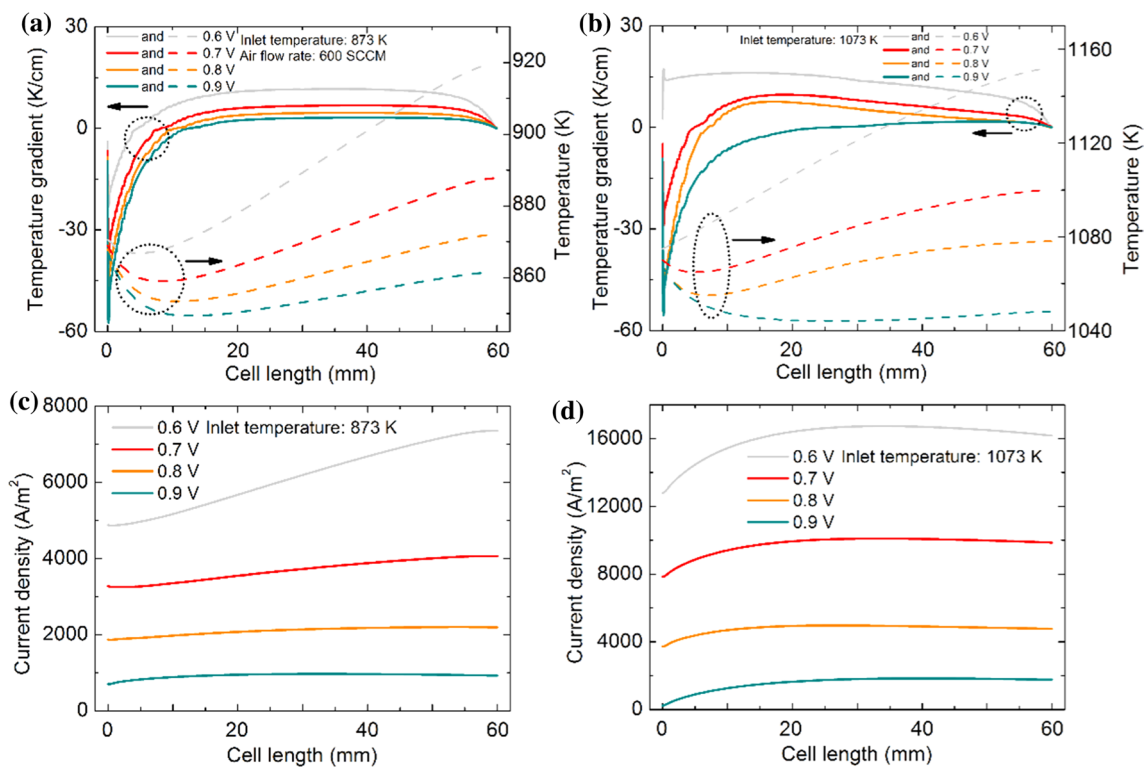 (a)
30
15
0
-15
-30
-45
-60
Temperature gradient (K/cm)
and 0.6 V
and 0.7 V
and 0.8 V
and 0.9 V
Inlet temperature: 873 K
Air flow rate: 600 SCCM
920
900
880
860
Temperature (K)
0 20 40 60
Cell length (mm)
(b)
30
15
0
-15
-30
-45
-60
Temperature gradient (K/cm)
Inlet temperature: 1073 K
and 0.6 V
and 0.7 V
and 0.8 V
and 0.9 V
1160
1120
1080
1040
Temperature (K)
0 20 40 60
Cell length (mm)
(c)
8000
6000
4000
2000
0
Current density (A/m²)
0.6 V Inlet temperature: 873 K
0.7 V
0.8 V
0.9 V
0 20 40 60
Cell length (mm)
(d)
16000
12000
8000
4000
0
Current density (A/m²)
0.6 V Inlet temperature: 1073 K
0.7 V
0.8 V
0.9 V
0 20 40 60
Cell length (mm)